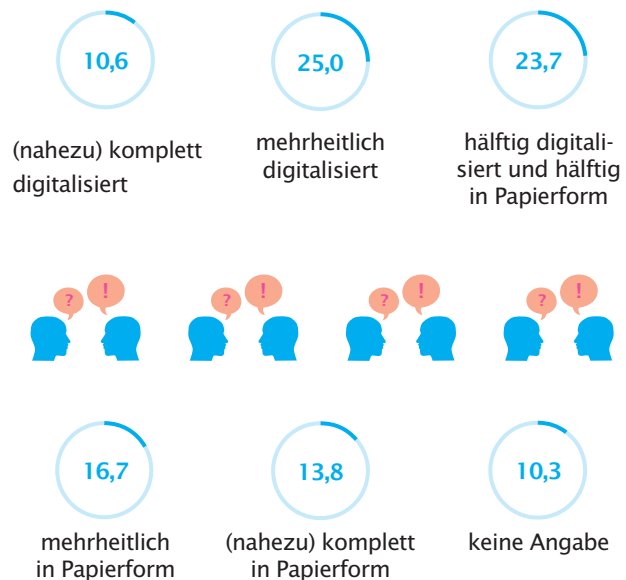 10,6
25,0
23,7
(nahezu) komplett
digitalisiert
mehrheitlich
digitalisiert
hälftig digitali-
siert und hälftig
in Papierform
? !
? !
? !
? !
16,7
13,8
10,3
mehrheitlich
in Papierform
(nahezu) komplett
in Papierform
keine Angabe